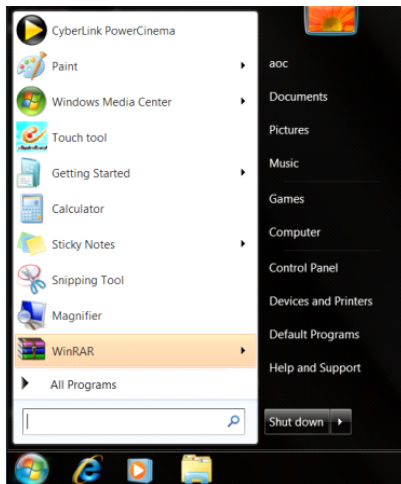 CyberLink PowerCinema
Paint
Windows Media Center
Touch tool
Getting Started
Calculator
Sticky Notes
Snipping Tool
Magnifier
WinRAR
All Programs
aoc
Documents
Pictures
Music
Games
Computer
Control Panel
Devices and Printers
Default Programs
Help and Support
Shut down